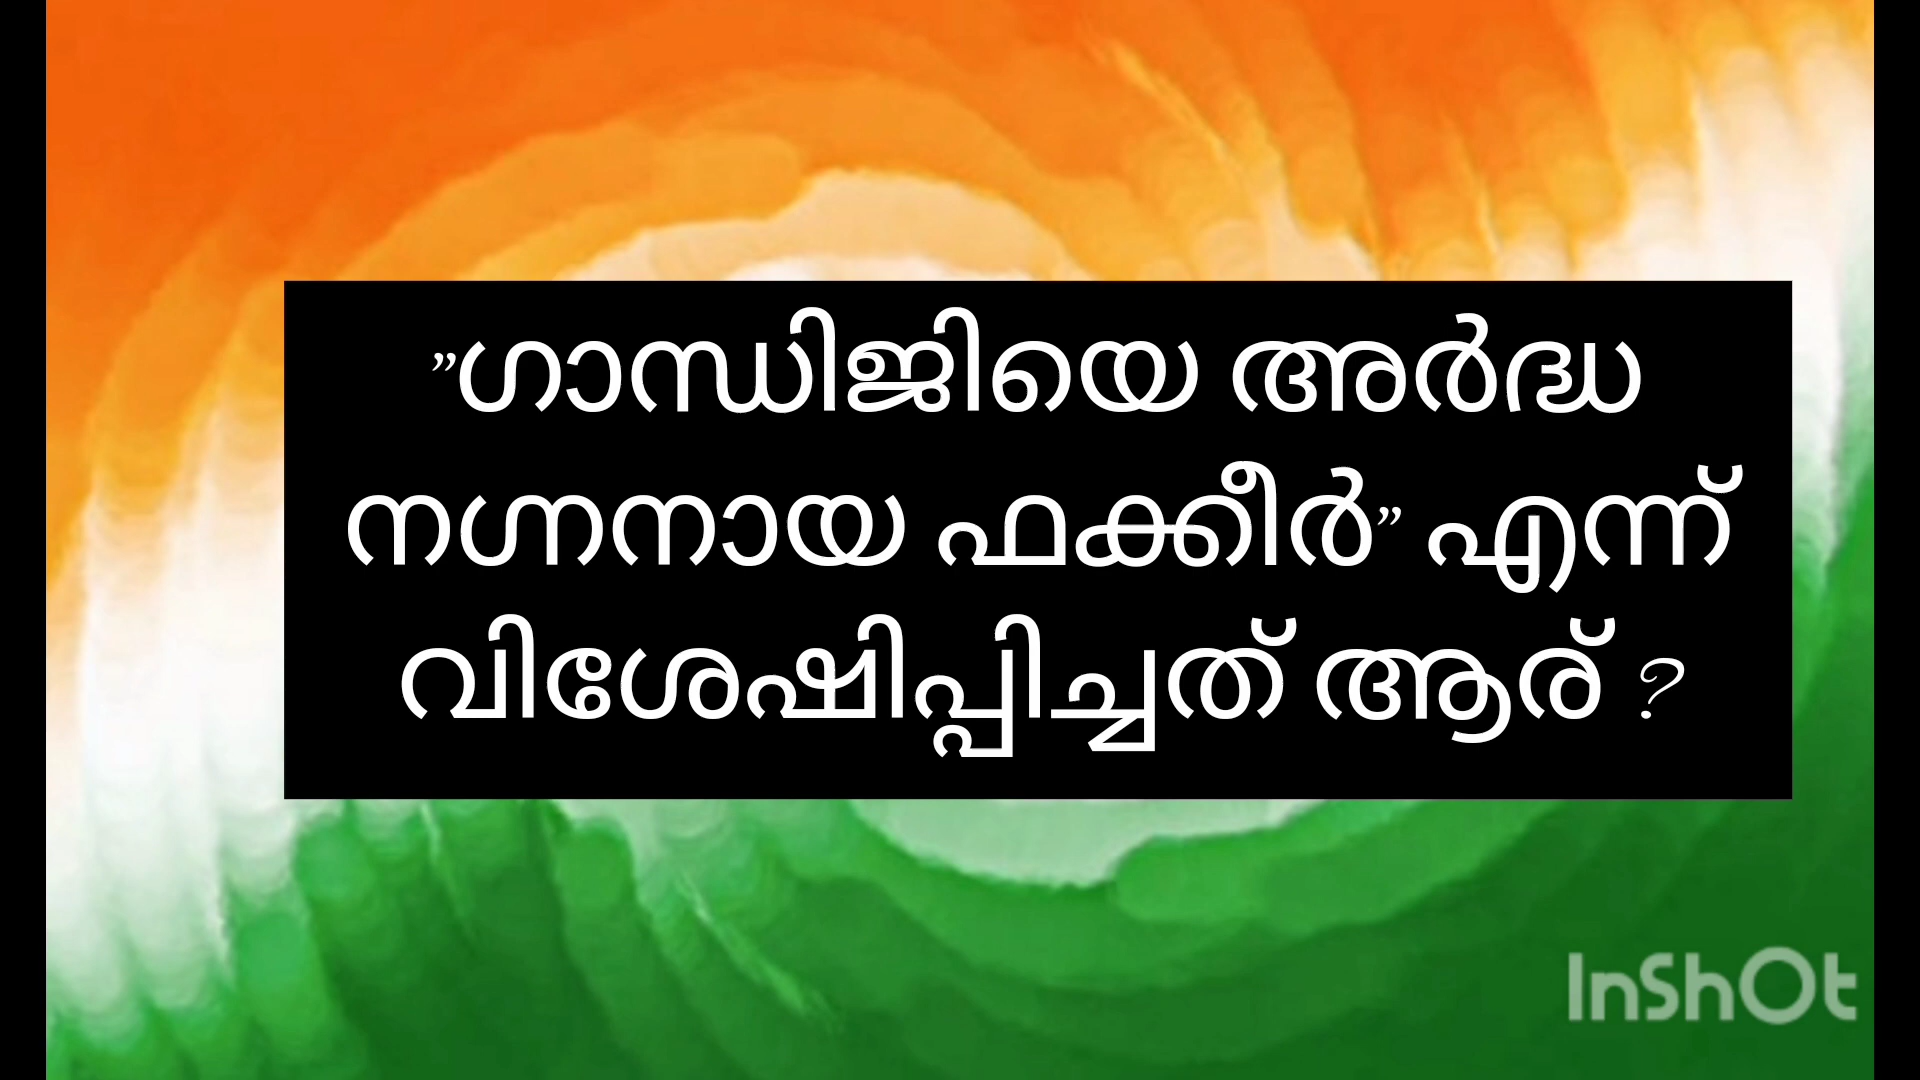 ”ഗാന്ധിജിയെ അർദ്ധ
നഗ്നനായ ഫക്കീർ” എന്ന്
വിശേഷിപ്പിച്ചത് ആര് ?
InShOt